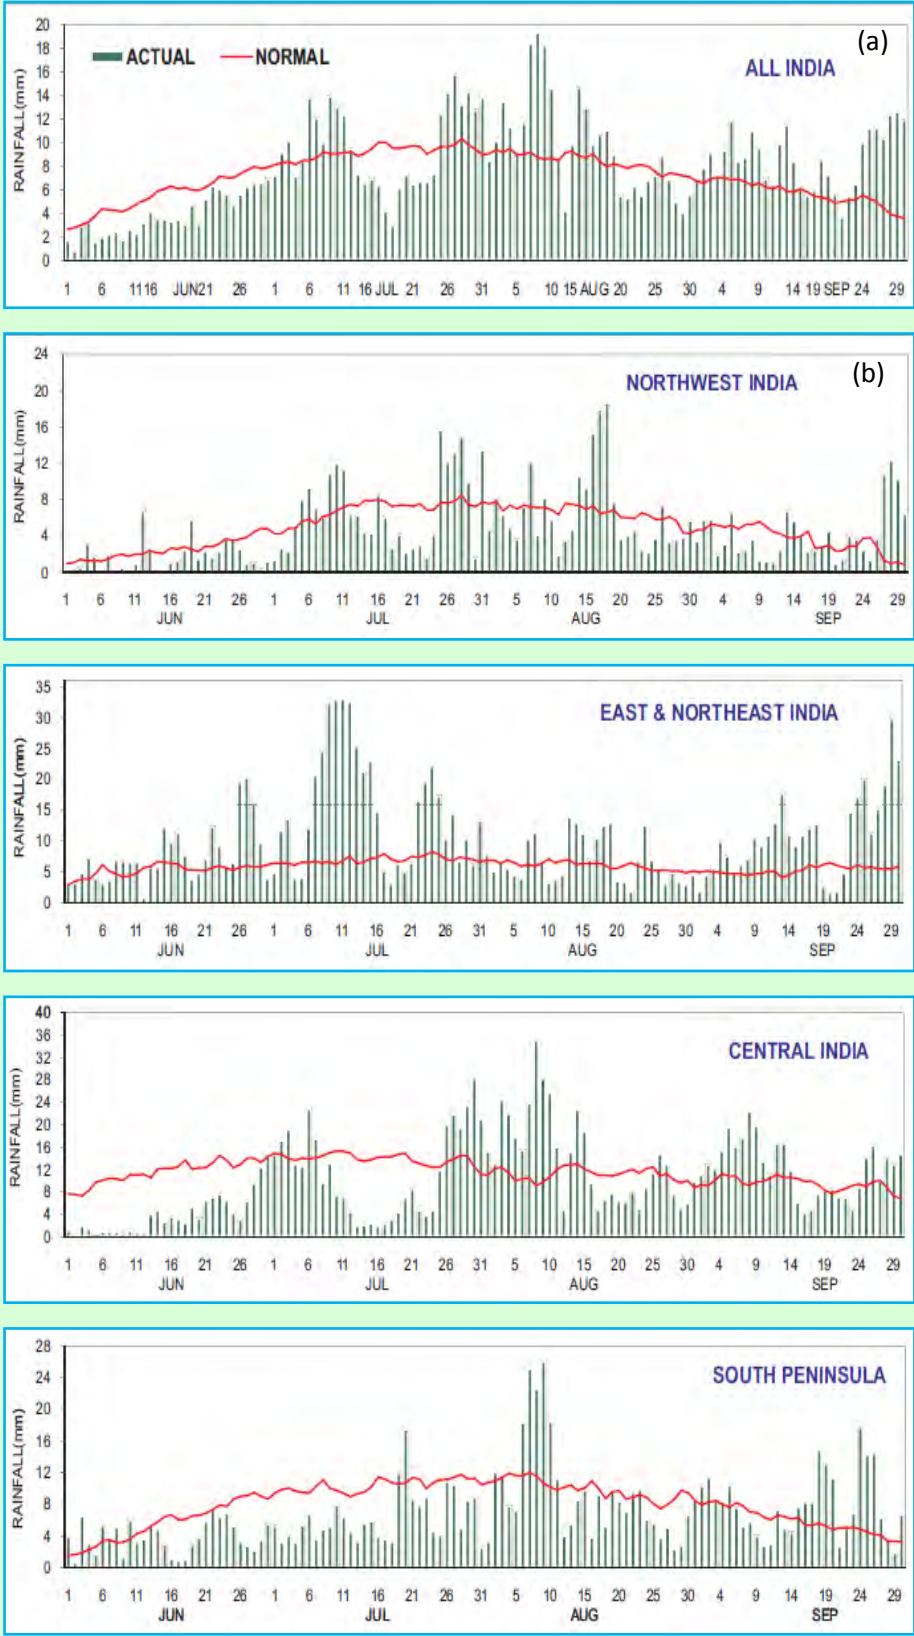 (a)
ACTUAL NORMAL
ALL INDIA
RAINFALL(mm)
20
18
16
14
12
10
8
6
4
2
0
1 6 11 16 JUN 21 26 1 6 11 16 JUL 21 26 31 5 10 15 AUG 20 25 30 4 9 14 19 SEP 24 29
(b)
NORTHWEST INDIA
RAINFALL(mm)
24
20
16
12
8
4
0
1 6 11 16 21 26 1 6 11 16 21 26 31 5 10 15 20 25 30 4 9 14 19 24 29
JUN JUL AUG SEP
EAST & NORTHEAST INDIA
RAINFALL(mm)
35
30
25
20
15
10
5
0
1 6 11 16 21 26 1 6 11 16 21 26 31 5 10 15 20 25 30 4 9 14 19 24 29
JUN JUL AUG SEP
CENTRAL INDIA
RAINFALL(mm)
40
36
32
28
24
20
16
12
8
4
0
1 6 11 16 21 26 1 6 11 16 21 26 31 5 10 15 20 25 30 4 9 14 19 24 29
JUN JUL AUG SEP
SOUTH PENINSULA
RAINFALL(mm)
28
24
20
16
12
8
4
0
1 6 11 16 21 26 1 6 11 16 21 26 31 5 10 15 20 25 30 4 9 14 19 24 29
JUN JUL AUG SEP